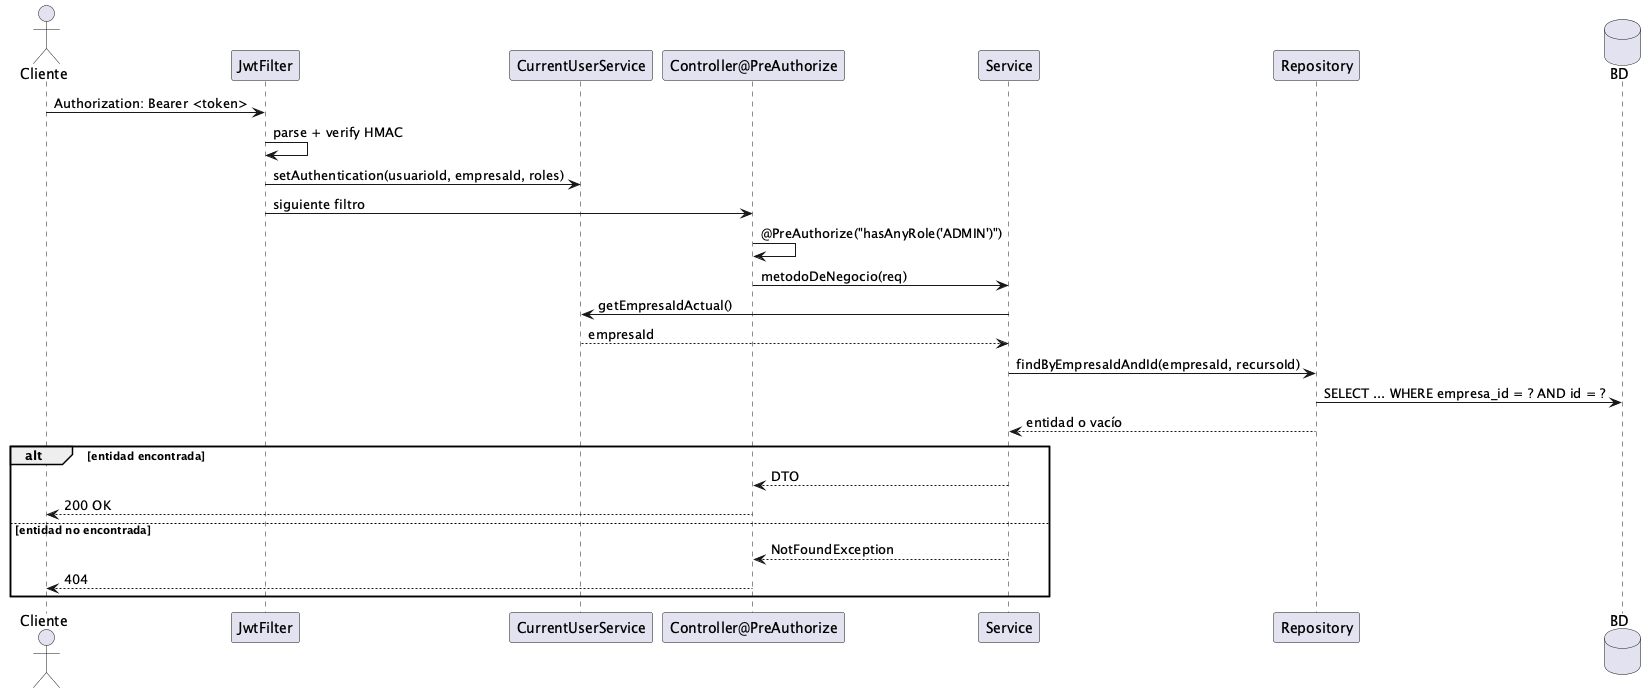 Cliente
JwtFilter
CurrentUserService
Controller@PreAuthorize
Service
Repository
BD
Authorization: Bearer <token>
parse + verify HMAC
setAuthentication(usuarioId, empresaId, roles)
siguiente filtro
@PreAuthorize("hasAnyRole('ADMIN')")
metodoDeNegocio(req)
getEmpresaIdActual()
empresaId
findByEmpresaIdAndId(empresaId, recursoId)
SELECT ... WHERE empresa_id = ? AND id = ?
entidad o vacío
alt
[entidad encontrada]
DTO
200 OK
[entidad no encontrada]
NotFoundException
404
Cliente
JwtFilter
CurrentUserService
Controller@PreAuthorize
Service
Repository
BD